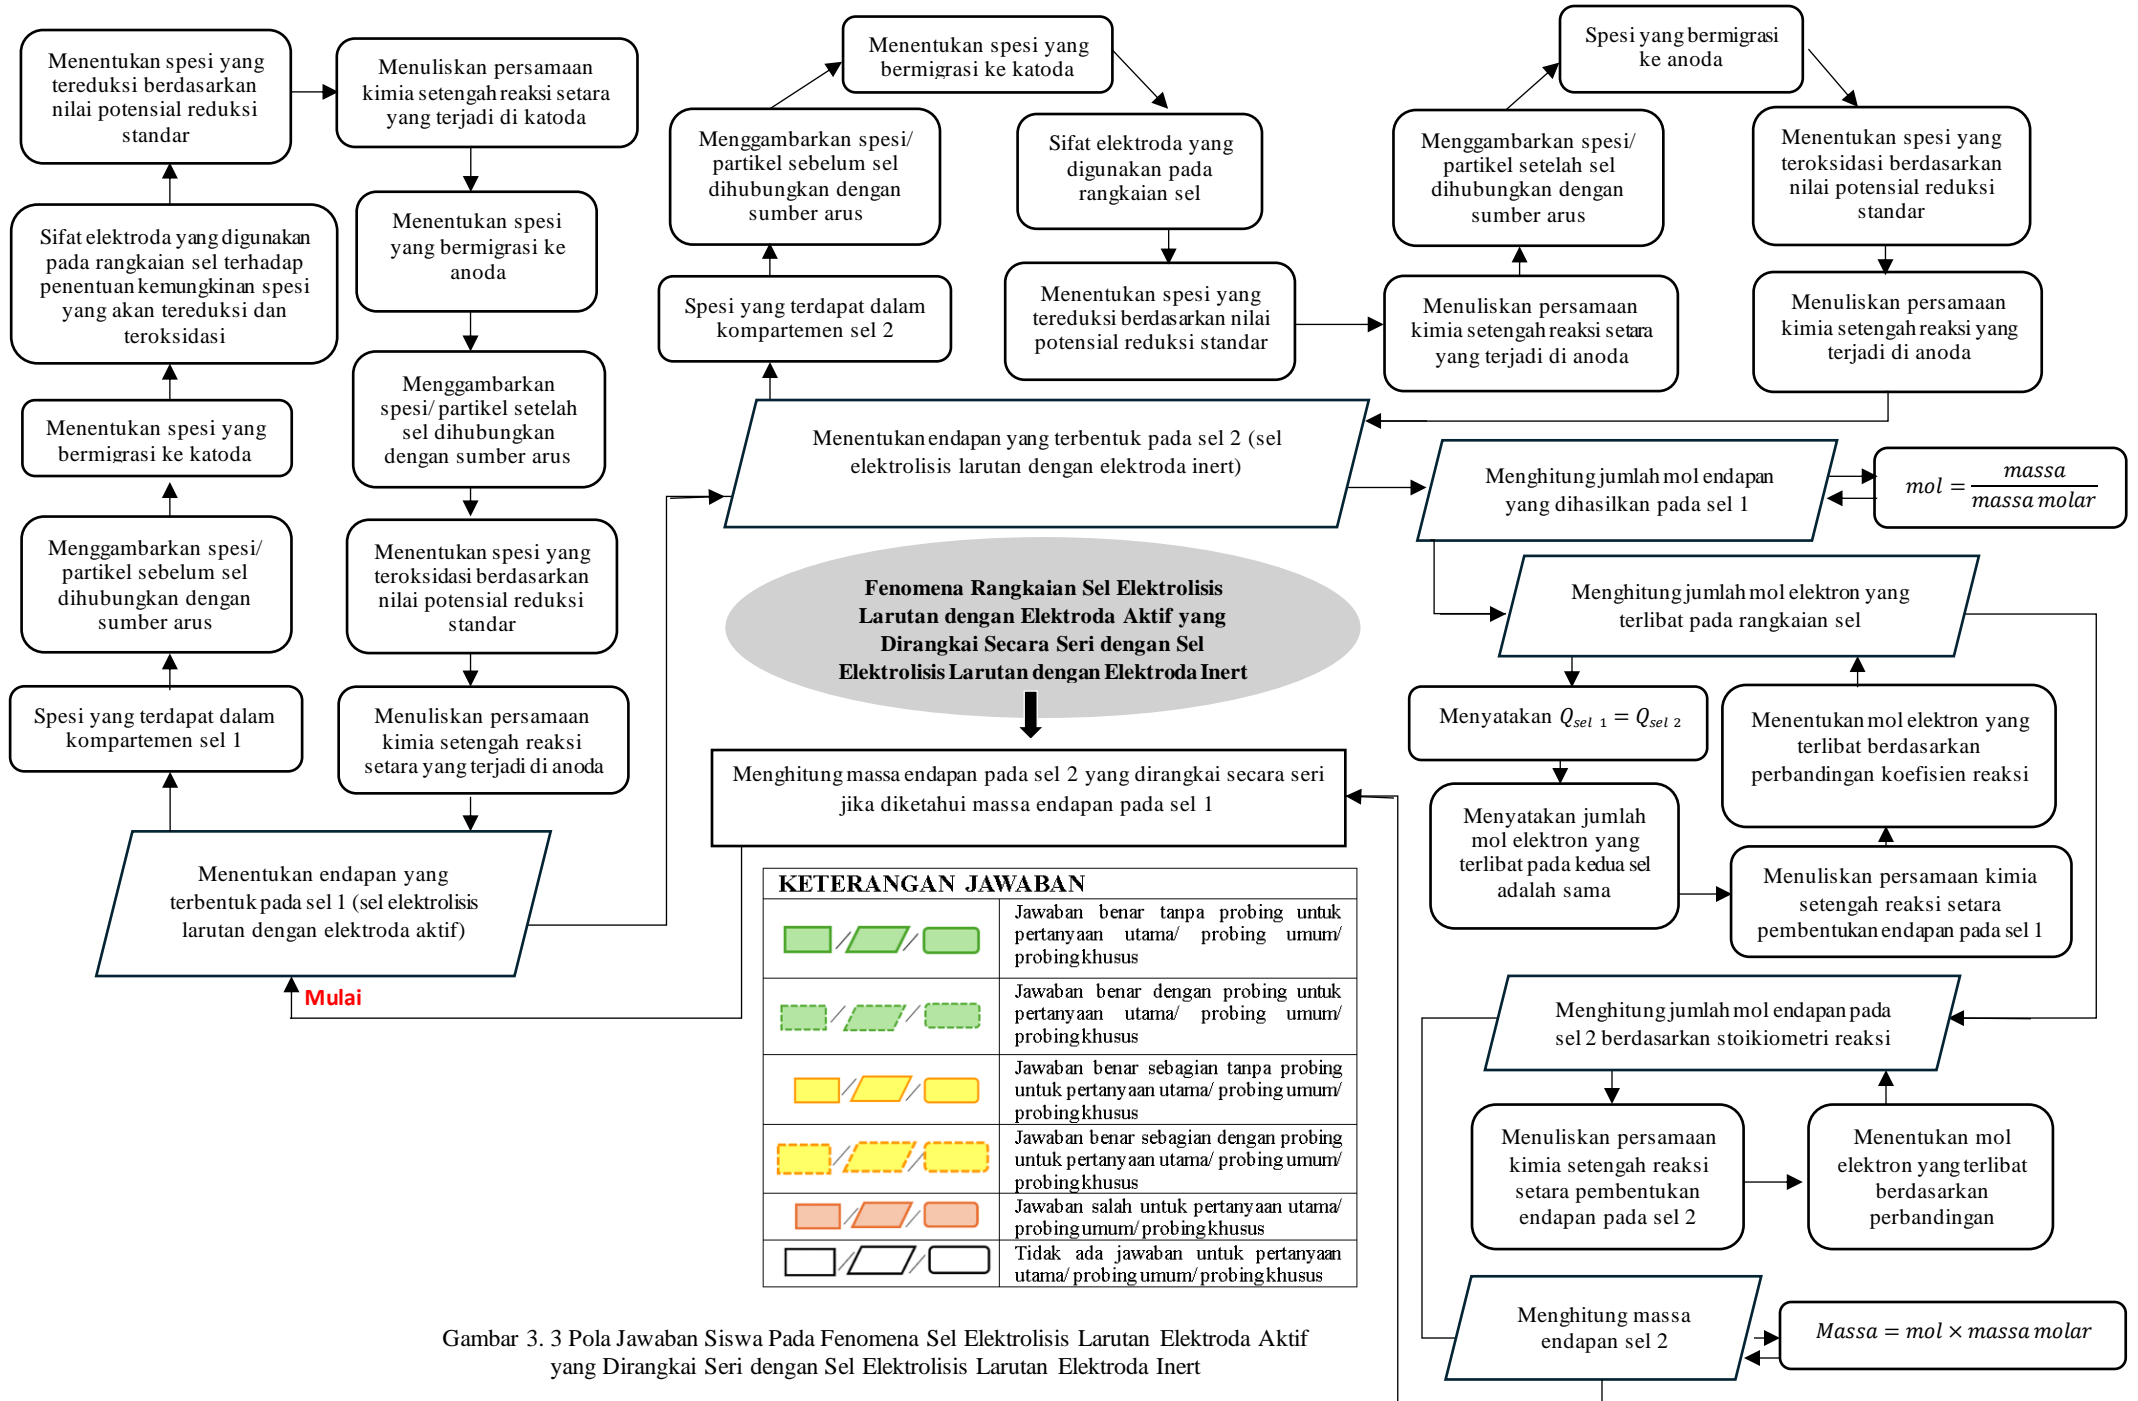 Menentukan spesi yang
tereduksi berdasarkan
nilai potensial reduksi
standar
Menuliskan persamaan
kimia setengah reaksi setara
yang terjadi di katoda
Sifat elektroda yang digunakan
pada rangkaian sel terhadap
penentuan kemungkinan spesi
yang akan tereduksi dan
teroksidasi
Menentukan spesi
yang bermigrasi ke
anoda
Menentukan spesi yang
bermigrasi ke katoda
Menggambarkan
spesi/ partikel setelah
sel dihubungkan
dengan sumber arus
Menggambarkan spesi/
partikel sebelum sel
dihubungkan dengan
sumber arus
Menentukan spesi yang
teroksidasi berdasarkan
nilai potensial reduksi
standar
Spesi yang terdapat dalam
kompartemen sel 1
Menuliskan persamaan
kimia setengah reaksi
setara yang terjadi di anoda
Menentukan endapan yang
terbentuk pada sel 1 (sel elektrolisis
larutan dengan elektroda aktif)
Mulai
Menentukan spesi yang
bermigrasi ke katoda
Menggambarkan spesi/
partikel sebelum sel
dihubungkan dengan
sumber arus
Sifat elektroda yang
digunakan pada
rangkaian sel
Spesi yang terdapat dalam
kompartemen sel 2
Menentukan spesi yang
tereduksi berdasarkan nilai
potensial reduksi standar
Spesi yang bermigrasi
ke anoda
Menggambarkan spesi/
partikel setelah sel
dihubungkan dengan
sumber arus
Menentukan spesi yang
teroksidasi berdasarkan
nilai potensial reduksi
standar
Menuliskan persamaan
kimia setengah reaksi setara
yang terjadi di anoda
Menuliskan persamaan
kimia setengah reaksi yang
terjadi di anoda
Menentukan endapan yang terbentuk pada sel 2 (sel
elektrolisis larutan dengan elektroda inert)
Menghitung jumlah mol endapan
yang dihasilkan pada sel 1
mol = massa / massa molar
Fenomena Rangkaian Sel Elektrolisis
Larutan dengan Elektroda Aktif yang
Dirangkai Secara Seri dengan Sel
Elektrolisis Larutan dengan Elektroda Inert
Menghitung jumlah mol elektron yang
terlibat pada rangkaian sel
Menyatakan Q sel 1 = Q sel 2
Menentukan mol elektron yang
terlibat berdasarkan
perbandingan koefisien reaksi
Menghitung massa endapan pada sel 2 yang dirangkai secara seri
jika diketahui massa endapan pada sel 1
Menyatakan jumlah
mol elektron yang
terlibat pada kedua sel
adalah sama
Menuliskan persamaan kimia
setengah reaksi setara
pembentukan endapan pada sel 1
KETERANGAN JAWABAN
Jawaban benar tanpa probing untuk
pertanyaan utama/ probing umum/
probing khusus
Jawaban benar dengan probing untuk
pertanyaan utama/ probing umum/
probing khusus
Jawaban benar sebagian tanpa probing
untuk pertanyaan utama/ probing umum/
probing khusus
Jawaban benar sebagian dengan probing
untuk pertanyaan utama/ probing umum/
probing khusus
Jawaban salah untuk pertanyaan utama/
probing umum/ probing khusus
Tidak ada jawaban untuk pertanyaan
utama/ probing umum/ probing khusus
Menghitung jumlah mol endapan pada
sel 2 berdasarkan stoikiometri reaksi
Menuliskan persamaan
kimia setengah reaksi
setara pembentukan
endapan pada sel 2
Menentukan mol
elektron yang terlibat
berdasarkan
perbandingan
Menghitung massa
endapan sel 2
Massa = mol × massa molar
Gambar 3. 3 Pola Jawaban Siswa Pada Fenomena Sel Elektrolisis Larutan Elektroda Aktif
yang Dirangkai Seri dengan Sel Elektrolisis Larutan Elektroda Inert